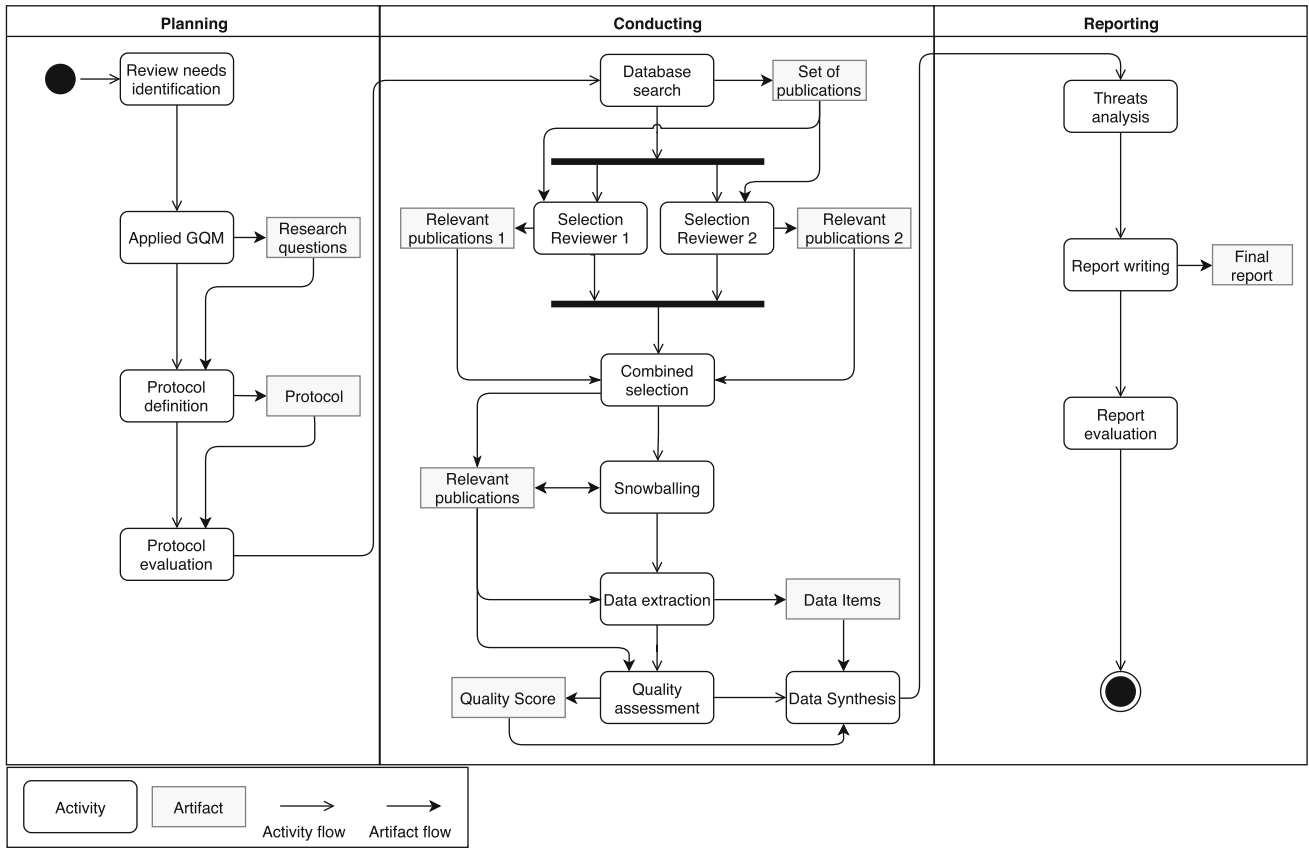 Planning
Conducting
Reporting
Review needs
identification
Applied GQM
Research
questions
Protocol
definition
Protocol
Protocol
evaluation
Database
search
Set of
publications
Relevant
publications 1
Selection
Reviewer 1
Selection
Reviewer 2
Relevant
publications 2
Combined
selection
Relevant
publications
Snowballing
Data extraction
Data Items
Quality Score
Quality
assessment
Data Synthesis
Threats
analysis
Report writing
Final
report
Report
evaluation
Activity
Artifact
Activity flow
Artifact flow